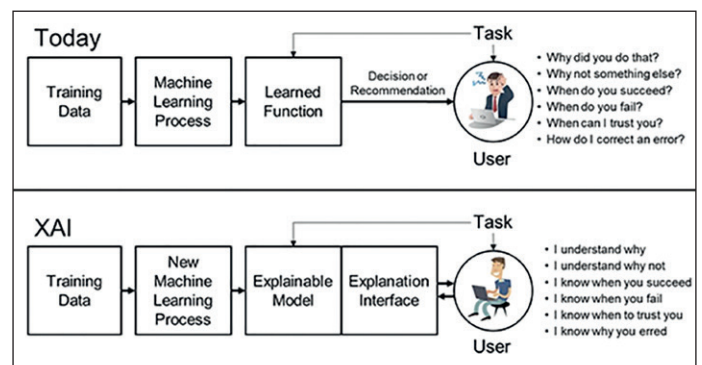 Today
Task
Training
Data
Machine
Learning
Process
Learned
Function
Decision or
Recommendation
User
• Why did you do that?
• Why not something else?
• When do you succeed?
• When do you fail?
• When can I trust you?
• How do I correct an error?
XAI
Task
Training
Data
New
Machine
Learning
Process
Explainable
Model
Explanation
Interface
User
• I understand why
• I understand why not
• I know when you succeed
• I know when you fail
• I know when to trust you
• I know why you erred